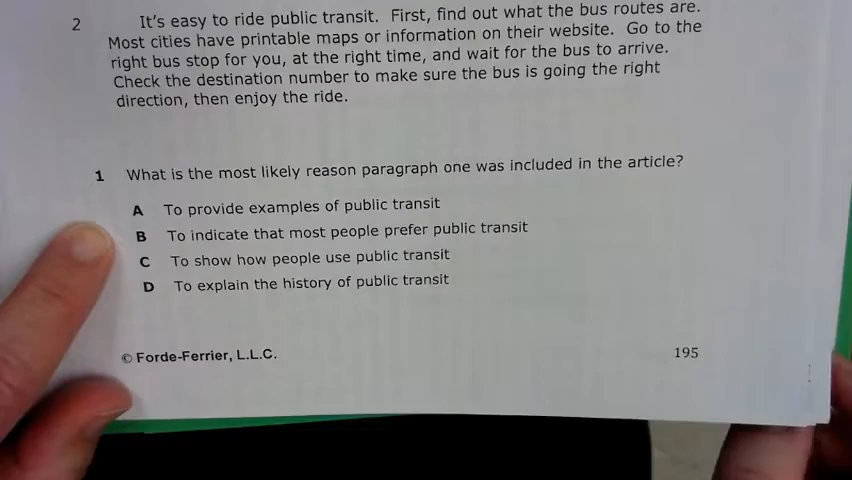 2 It's easy to ride public transit. First, find out what the bus routes are.
Most cities have printable maps or information on their website. Go to the
right bus stop for you, at the right time, and wait for the bus to arrive.
Check the destination number to make sure the bus is going the right
direction, then enjoy the ride.
1 What is the most likely reason paragraph one was included in the article?
A To provide examples of public transit
B To indicate that most people prefer public transit
C To show how people use public transit
D To explain the history of public transit
© Forde-Ferrier, L.L.C. 195